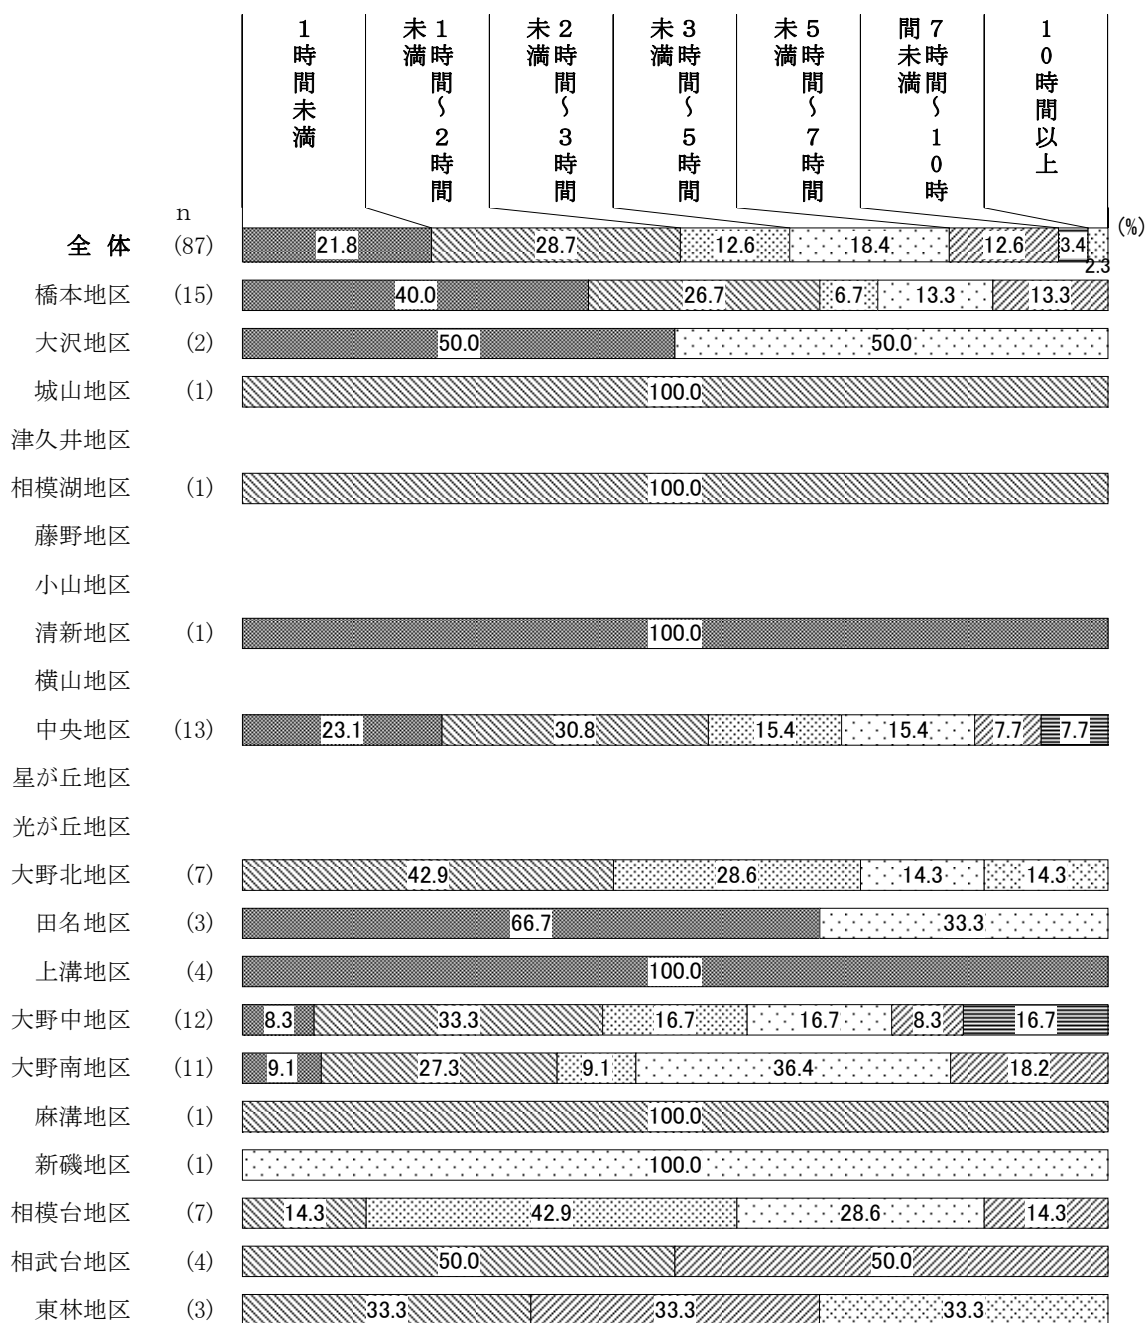 1時間未満
1時間～2時間
未満
2時間～3時間
未満
3時間～5時間
未満
5時間～7時間
未満
7時間～10時
間未満
10時間以上
n
(%)
全 体 (87) 21.8 28.7 12.6 18.4 12.6 3.4 2.3
橋本地区 (15) 40.0 26.7 6.7 13.3 13.3
大沢地区 (2) 50.0 50.0
城山地区 (1) 100.0
津久井地区
相模湖地区 (1) 100.0
藤野地区
小山地区
清新地区 (1) 100.0
横山地区
中央地区 (13) 23.1 30.8 15.4 15.4 7.7 7.7
星が丘地区
光が丘地区
大野北地区 (7) 42.9 28.6 14.3 14.3
田名地区 (3) 66.7 33.3
上溝地区 (4) 100.0
大野中地区 (12) 8.3 33.3 16.7 16.7 8.3 16.7
大野南地区 (11) 9.1 27.3 9.1 36.4 18.2
麻溝地区 (1) 100.0
新磯地区 (1) 100.0
相模台地区 (7) 14.3 42.9 28.6 14.3
相武台地区 (4) 50.0 50.0
東林地区 (3) 33.3 33.3 33.3